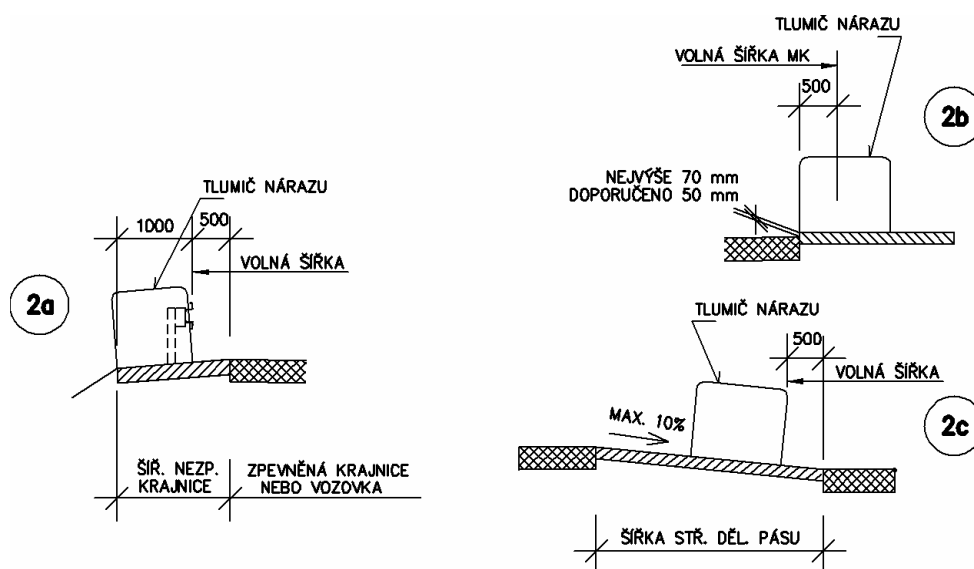 TLUMIČ NÁRAZU
1000
500
VOLNÁ ŠÍŘKA
2a
ŠÍŘ. NEZP.
KRAJNICE
ZPEVNĚNÁ KRAJNICE
NEBO VOZOVKA
TLUMIČ NÁRAZU
VOLNÁ ŠÍŘKA MK
500
2b
NEJVÝŠE 70 mm
DOPORUČENO 50 mm
TLUMIČ NÁRAZU
500
VOLNÁ ŠÍŘKA
MAX. 10%
2c
ŠÍŘKA STŘ. DĚL. PÁSU